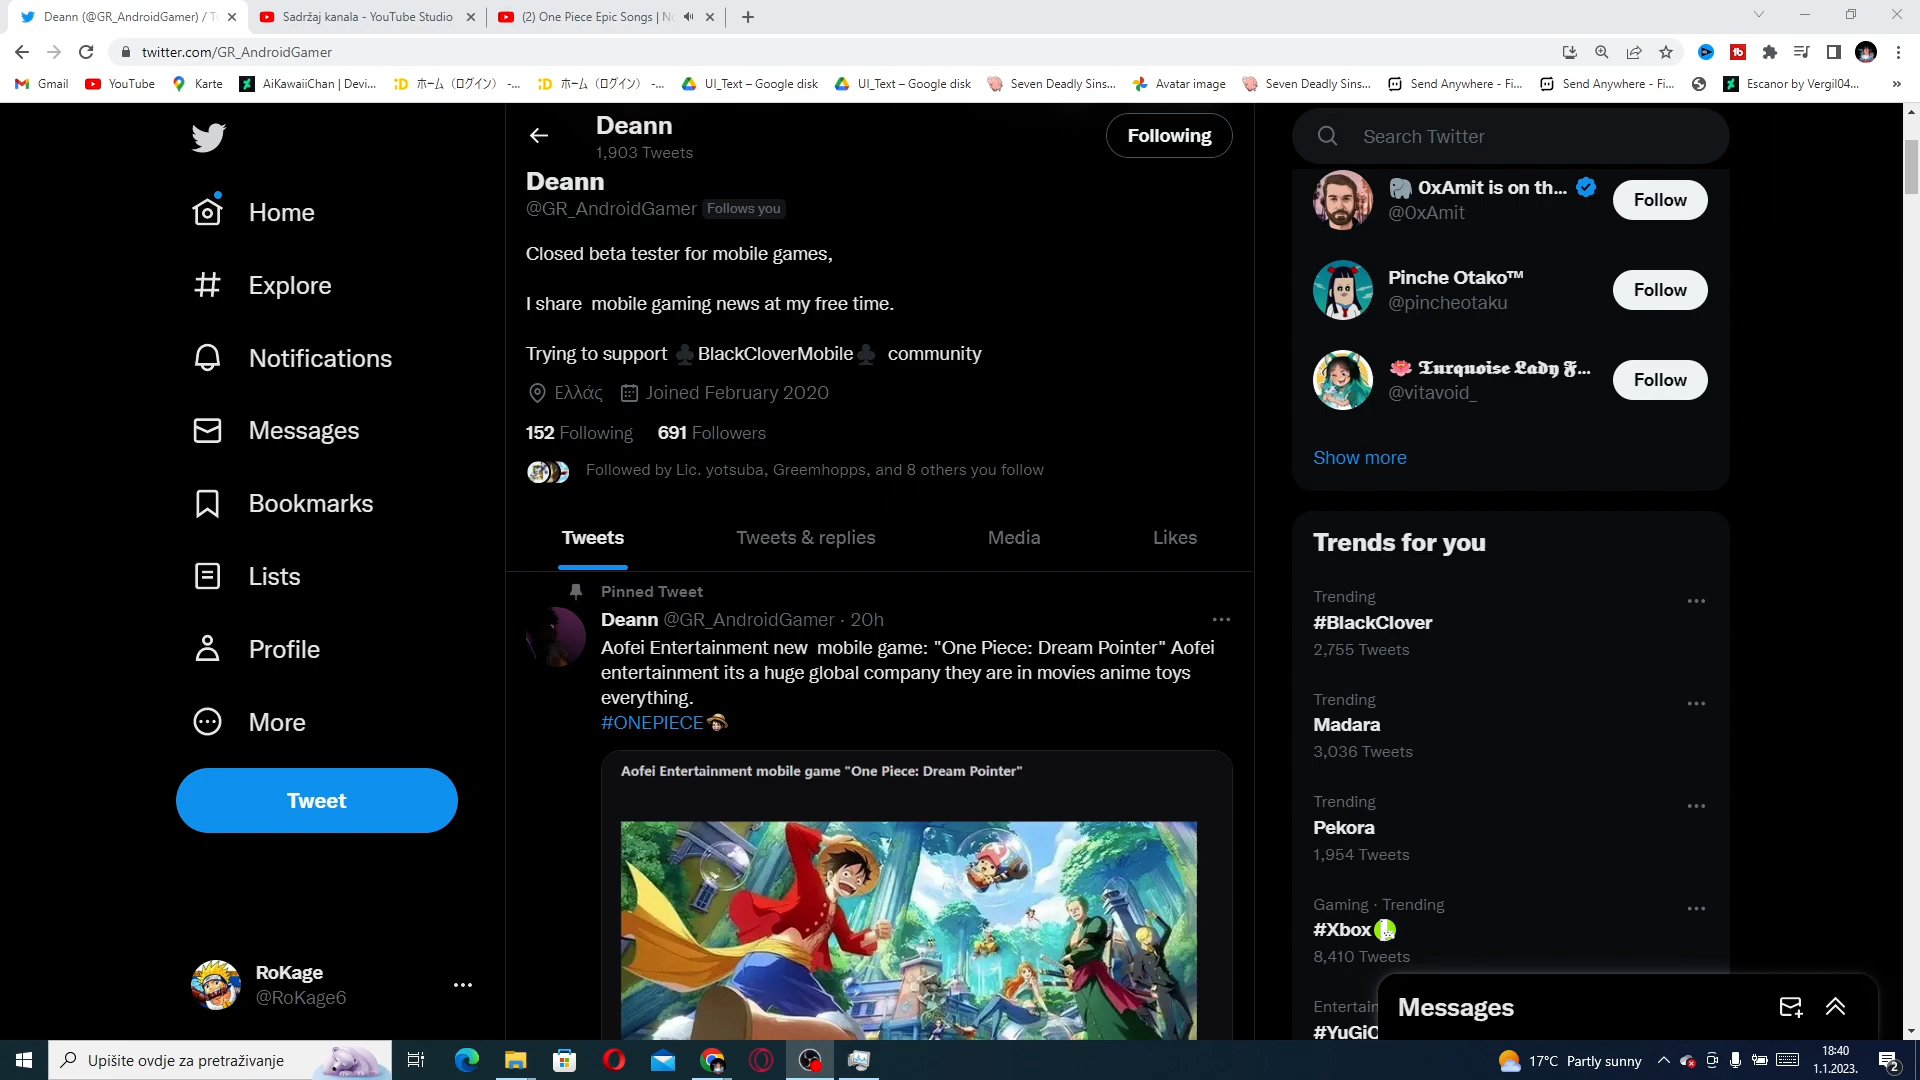 Deann (@GR_AndroidGamer) / Tw
Sadržaj kanala - YouTube Studio
(2) One Piece Epic Songs | No
twitter.com/GR_AndroidGamer
Gmail
YouTube
Karte
AiKawaiiChan | Devi...
ホーム（ログイン） -...
ホーム（ログイン） -...
UI_Text – Google disk
UI_Text – Google disk
Seven Deadly Sins...
Avatar image
Seven Deadly Sins...
Send Anywhere - Fi...
Send Anywhere - Fi...
Escanor by Vergil04...
Home
Explore
Notifications
Messages
Bookmarks
Lists
Profile
More
Tweet
RoKage
@RoKage6
Deann
1,903 Tweets
Following
Deann
@GR_AndroidGamer Follows you
Closed beta tester for mobile games,
I share mobile gaming news at my free time.
Trying to support ♣BlackCloverMobile♣ community
Ελλάς Joined February 2020
152 Following 691 Followers
Followed by Lic. yotsuba, Greemhopps, and 8 others you follow
Tweets
Tweets & replies
Media
Likes
Pinned Tweet
Deann @GR_AndroidGamer · 20h
Aofei Entertainment new mobile game: "One Piece: Dream Pointer" Aofei
entertainment its a huge global company they are in movies anime toys
everything.
#ONEPIECE
Aofei Entertainment mobile game "One Piece: Dream Pointer"
Search Twitter
🐘 0xAmit is on th...
@0xAmit
Follow
Pinche Otako™
@pincheotaku
Follow
🪷 𝕿𝖚𝖗𝖖𝖚𝖔𝖎𝖘𝖊 𝕷𝖆𝖉𝖞 𝕱...
@vitavoid_
Follow
Show more
Trends for you
Trending
#BlackClover
2,755 Tweets
Trending
Madara
3,036 Tweets
Trending
Pekora
1,954 Tweets
Gaming · Trending
#Xbox
8,410 Tweets
Entertain
#YuGiO
Messages
Upišite ovdje za pretraživanje
17°C Partly sunny
18:40
1.1.2023.
2